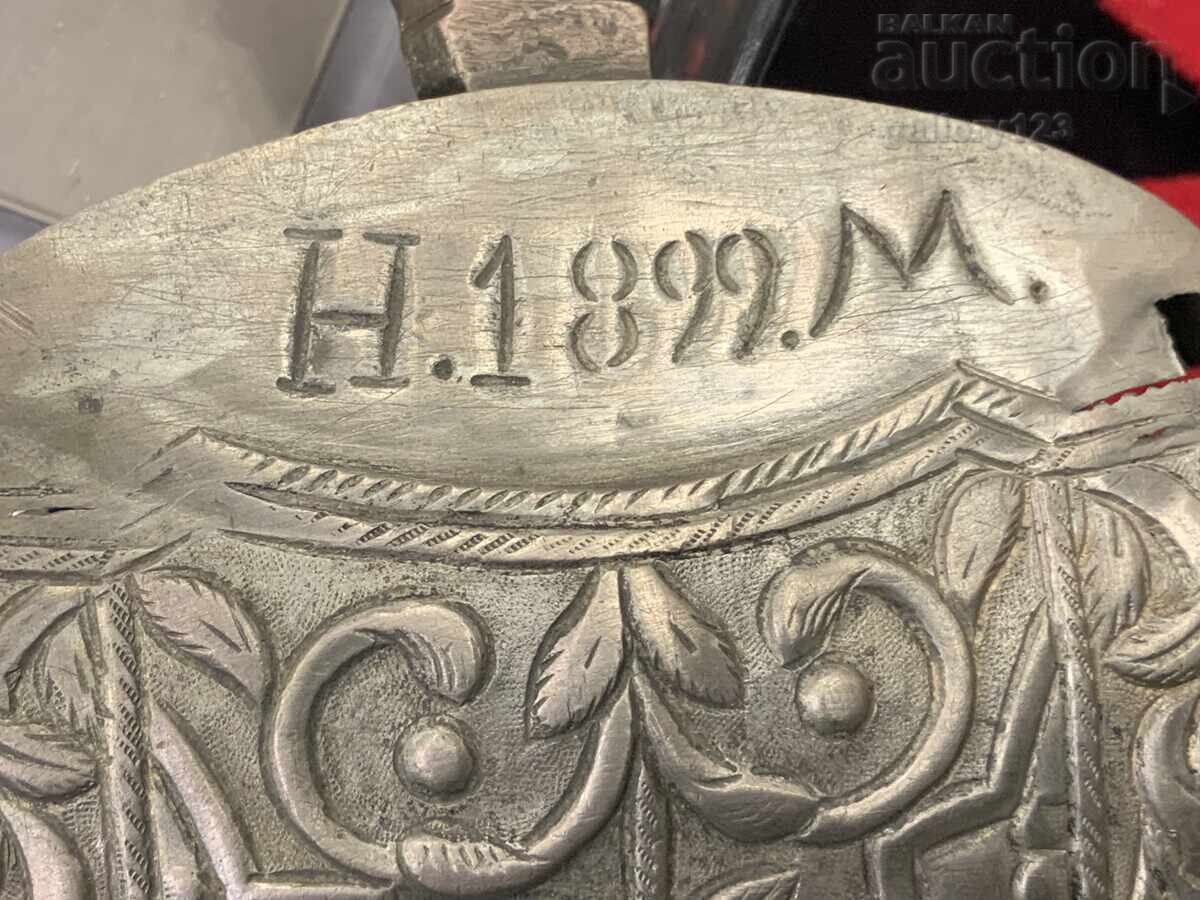 BALKAN
auction
gallery123
Н.1899.М.